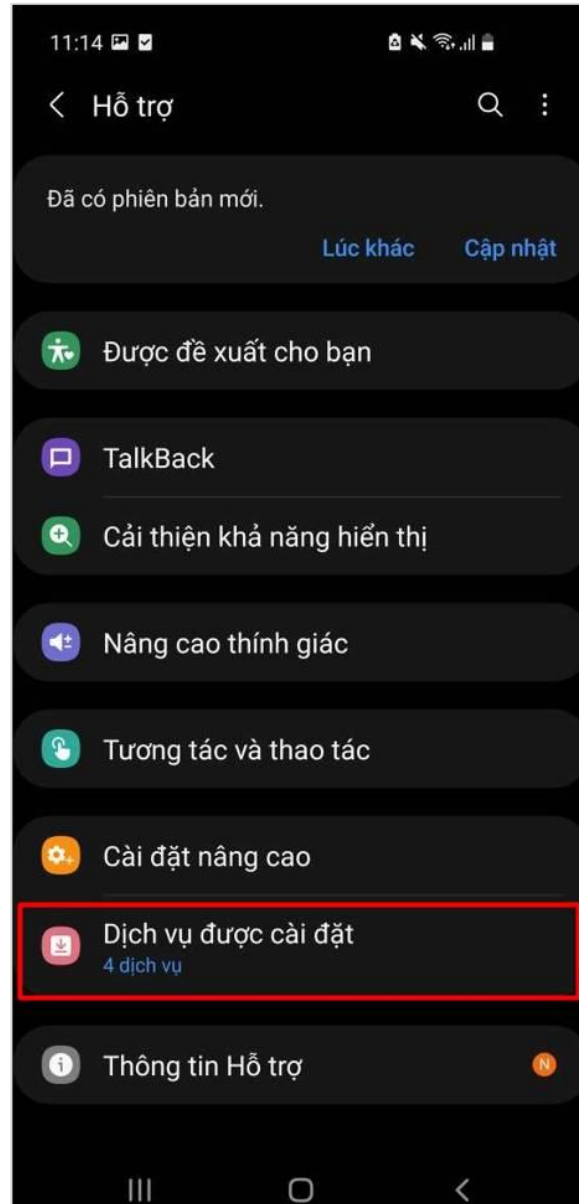 11:14
Hỗ trợ
Đã có phiên bản mới.
Lúc khác Cập nhật
Được đề xuất cho bạn
TalkBack
Cải thiện khả năng hiển thị
Nâng cao thính giác
Tương tác và thao tác
Cài đặt nâng cao
Dịch vụ được cài đặt
4 dịch vụ
Thông tin Hỗ trợ N